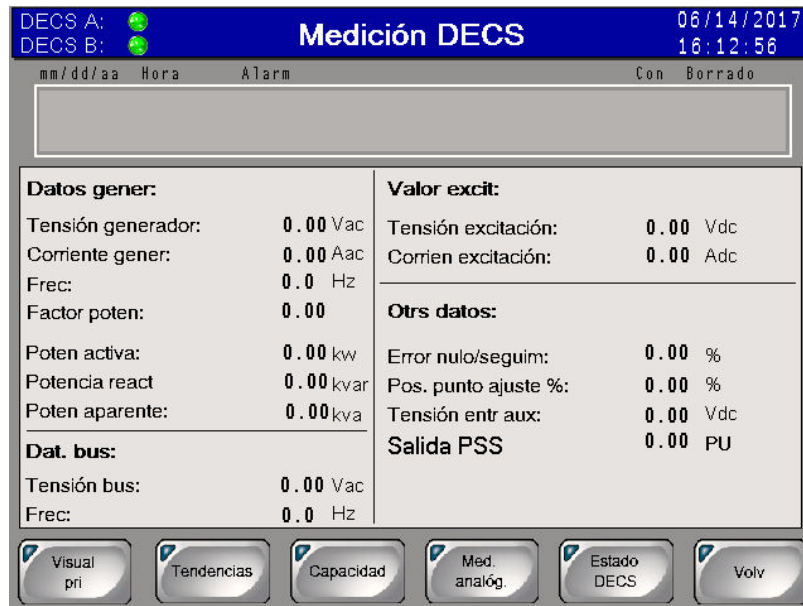 DECS A:
DECS B:
Medición DECS
06/14/2017
16:12:56
mm/dd/aa Hora Alarm Con Borrado
Datos gener:
Tensión generador: 0.00 Vac
Corriente gener: 0.00 Aac
Frec: 0.0 Hz
Factor poten: 0.00
Poten activa: 0.00 kw
Potencia react 0.00 kvar
Poten aparente: 0.00 kva
Dat. bus:
Tensión bus: 0.00 Vac
Frec: 0.0 Hz
Valor excit:
Tensión excitación: 0.00 Vdc
Corrien excitación: 0.00 Adc
Otrs datos:
Error nulo/seguim: 0.00 %
Pos. punto ajuste %: 0.00 %
Tensión entr aux: 0.00 Vdc
Salida PSS 0.00 PU
Visual
pri
Tendencias
Capacidad
Med.
analóg.
Estado
DECS
Volv